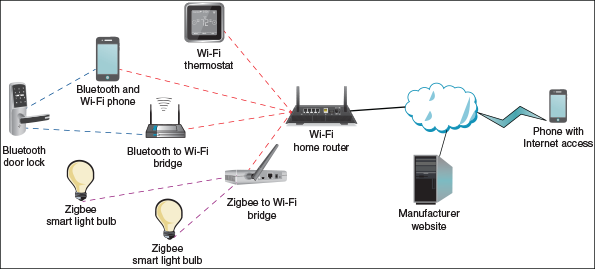 Wi-Fi
thermostat
Bluetooth and
Wi-Fi phone
Bluetooth
door lock
Bluetooth to Wi-Fi
bridge
Wi-Fi
home router
Phone with
Internet access
Manufacturer
website
Zigbee to Wi-Fi
bridge
Zigbee
smart light bulb
Zigbee
smart light bulb